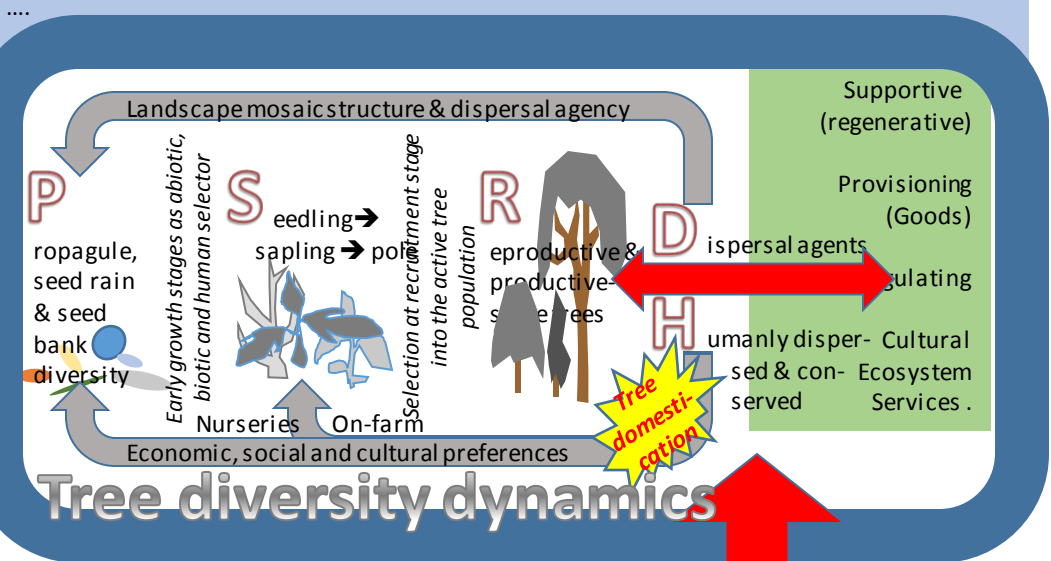 ....
Landscape mosaic structure & dispersal agency
P
ropagule,
seed rain
& seed
bank
diversity
Early growth stages as abiotic,
biotic and human selector
S
eedling➔
sapling ➔ pole
Selection at recruitment stage
into the active tree
population
R
eproductive &
productive-
trees
D
ispersal agents
H
umanly disper-
sed & con-
served
Supportive
(regenerative)
Provisioning
(Goods)
gulating
Cultural
Ecosystem
Services .
Tree
domesti-
cation
Nurseries
On-farm
Economic, social and cultural preferences
Tree diversity dynamics